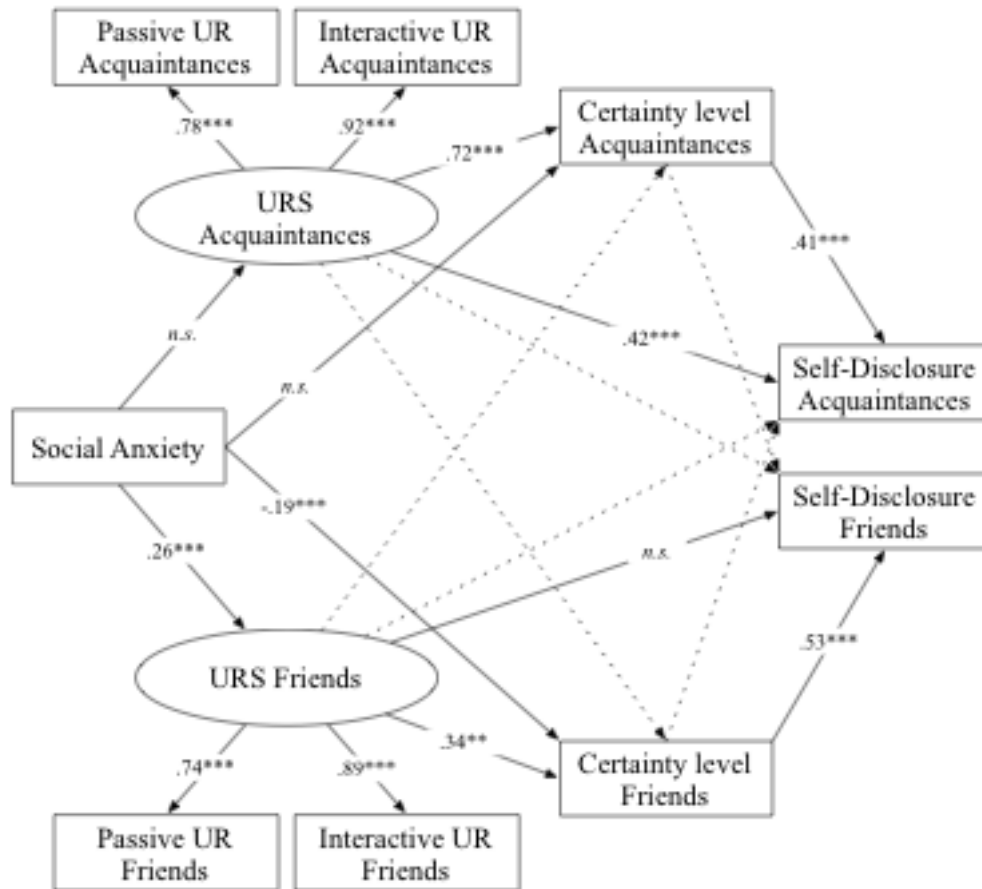 Passive UR
Acquaintances
Interactive UR
Acquaintances
.78***
.92***
.72***
Certainty level
Acquaintances
URS
Acquaintances
.41***
n.s.
.42***
n.s.
Self-Disclosure
Acquaintances
Social Anxiety
-.19***
Self-Disclosure
Friends
.26***
n.s.
URS Friends
.53***
.34**
.74***
.89***
Certainty level
Friends
Passive UR
Friends
Interactive UR
Friends